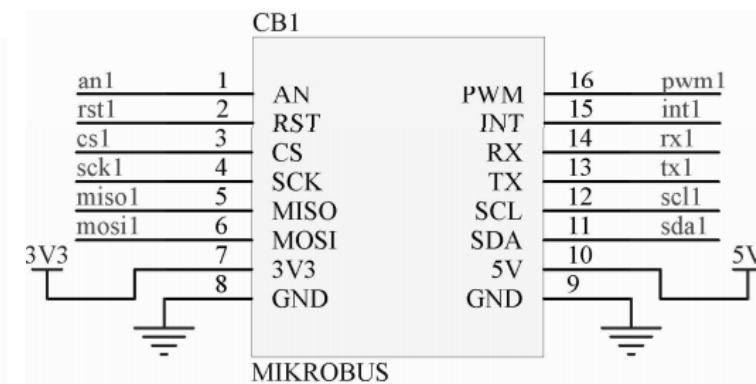 CB1
an1 1 AN PWM 16 pwm1
rst1 2 RST INT 15 int1
cs1 3 CS RX 14 rx1
sck1 4 SCK TX 13 tx1
miso1 5 MISO SCL 12 scl1
mosi1 6 MOSI SDA 11 sda1
3V3 7 3V3 5V 10 5V
8 GND GND 9
MIKROBUS